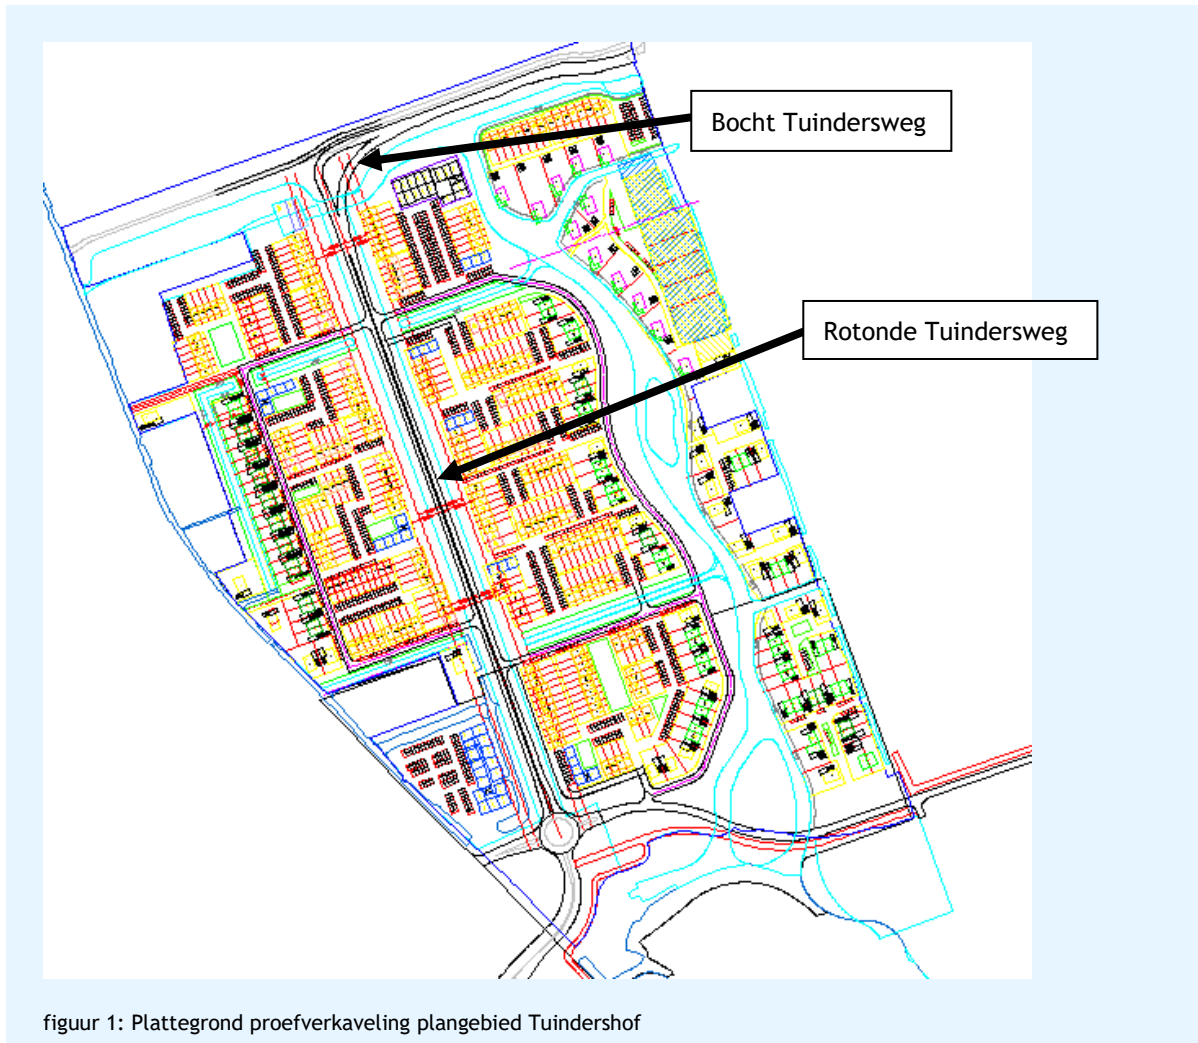 Bocht Tuindersweg
Rotonde Tuindersweg
figuur 1: Plattegrond proefverkaveling plangebied Tuindershof